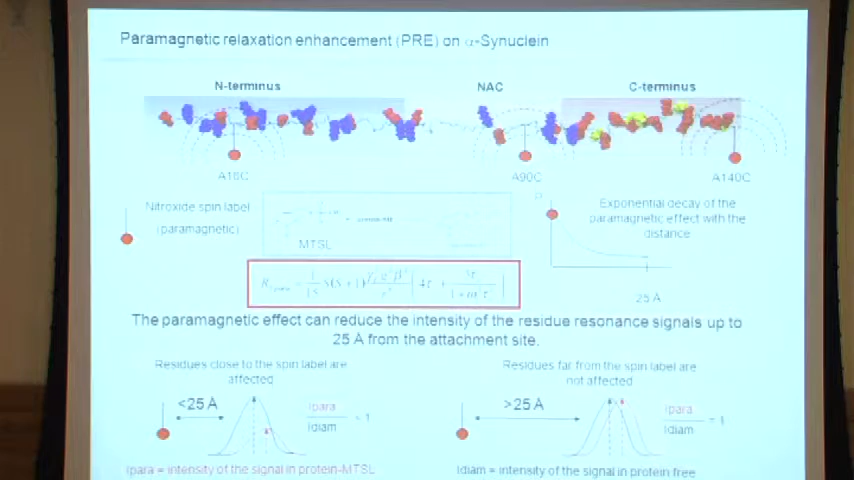 Paramagnetic relaxation enhancement (PRE) on α-Synuclein
N-terminus
NAC
C-terminus
A18C
A90C
A140C
Nitroxide spin label
(paramagnetic)
MTSL
Exponential decay of the
paramagnetic effect with the
distance
25 A
The paramagnetic effect can reduce the intensity of the residue resonance signals up to
25 A from the attachment site.
Residues close to the spin label are
affected
Residues far from the spin label are
not affected
<25 A
Ipara
Idiam
>25 A
Ipara
Idiam
Ipara = intensity of the signal in protein-MTSL
Idiam = intensity of the signal in protein free